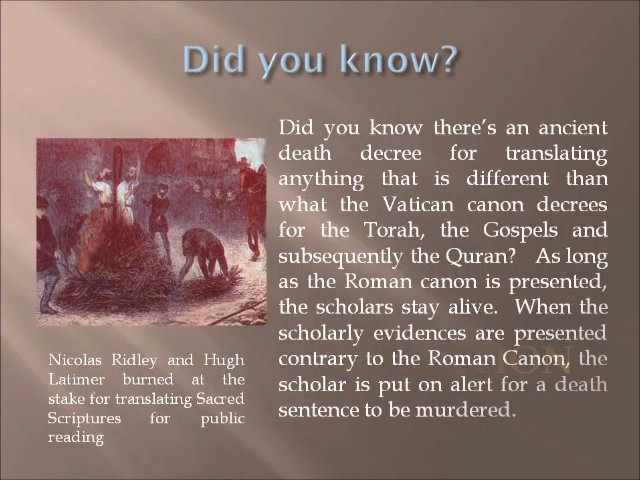 Did you know?
Did you know there's an ancient
death decree for translating
anything that is different than
what the Vatican canon decrees
for the Torah, the Gospels and
subsequently the Quran? As long
as the Roman canon is presented,
the scholars stay alive. When the
scholarly evidences are presented
contrary to the Roman Canon, the
scholar is put on alert for a death
sentence to be murdered.
Nicolas Ridley and Hugh
Latimer burned at the
stake for translating Sacred
Scriptures for public
reading